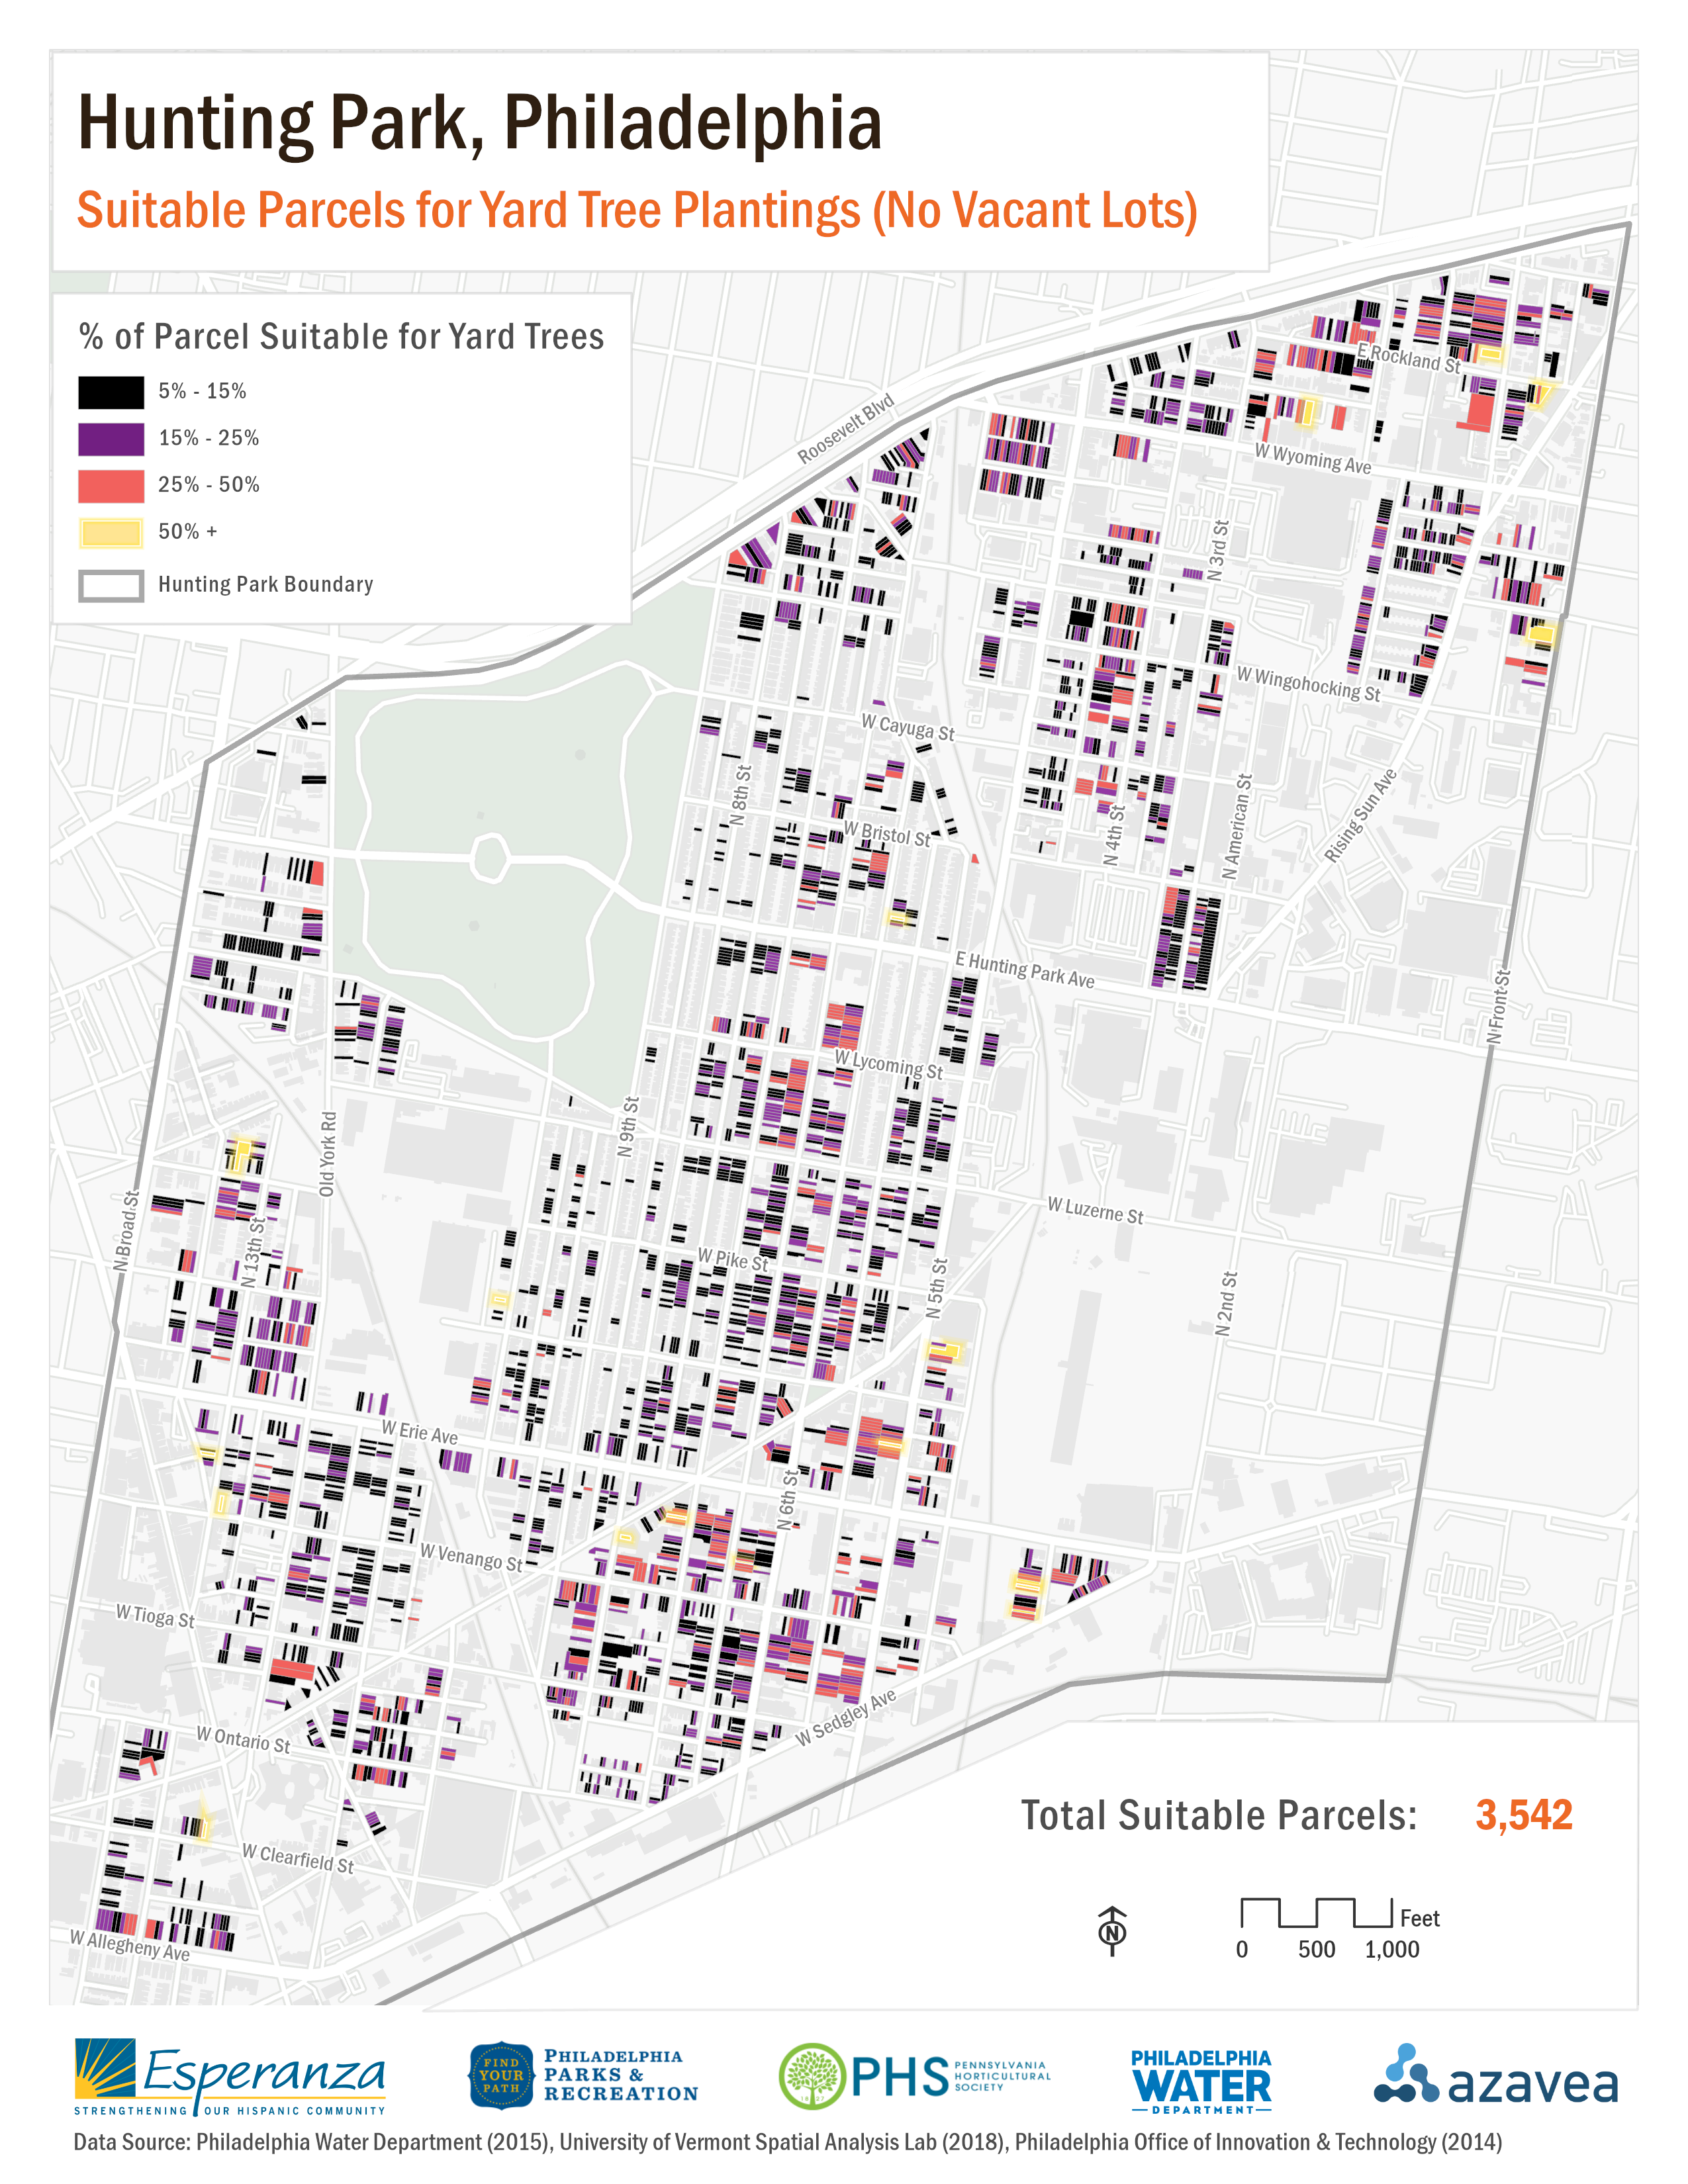 Hunting Park, Philadelphia
Suitable Parcels for Yard Tree Plantings (No Vacant Lots)
% of Parcel Suitable for Yard Trees
5% - 15%
15% - 25%
25% - 50%
50% +
Hunting Park Boundary
Roosevelt Blvd
E Rockland St
W Wyoming Ave
N 3rd St
W Wingohocking St
W Cayuga St
N 8th St
W Bristol St
N 4th St
N American St
Rising Sun Ave
E Hunting Park Ave
N Front St
W Lycoming St
N 9th St
Old York Rd
N Broad St
N 13th St
W Luzerne St
W Pike St
N 5th St
N 2nd St
W Erie Ave
N 6th St
W Venango St
W Tioga St
W Sedgley Ave
W Ontario St
W Clearfield St
W Allegheny Ave
Total Suitable Parcels: 3,542
N
Feet
0 500 1,000
Esperanza
STRENGTHENING OUR HISPANIC COMMUNITY
FIND
YOUR
PATH
PHILADELPHIA
PARKS &
RECREATION
PHS
PENNSYLVANIA
HORTICULTURAL
SOCIETY
PHILADELPHIA
WATER
DEPARTMENT
azavea
Data Source: Philadelphia Water Department (2015), University of Vermont Spatial Analysis Lab (2018), Philadelphia Office of Innovation & Technology (2014)